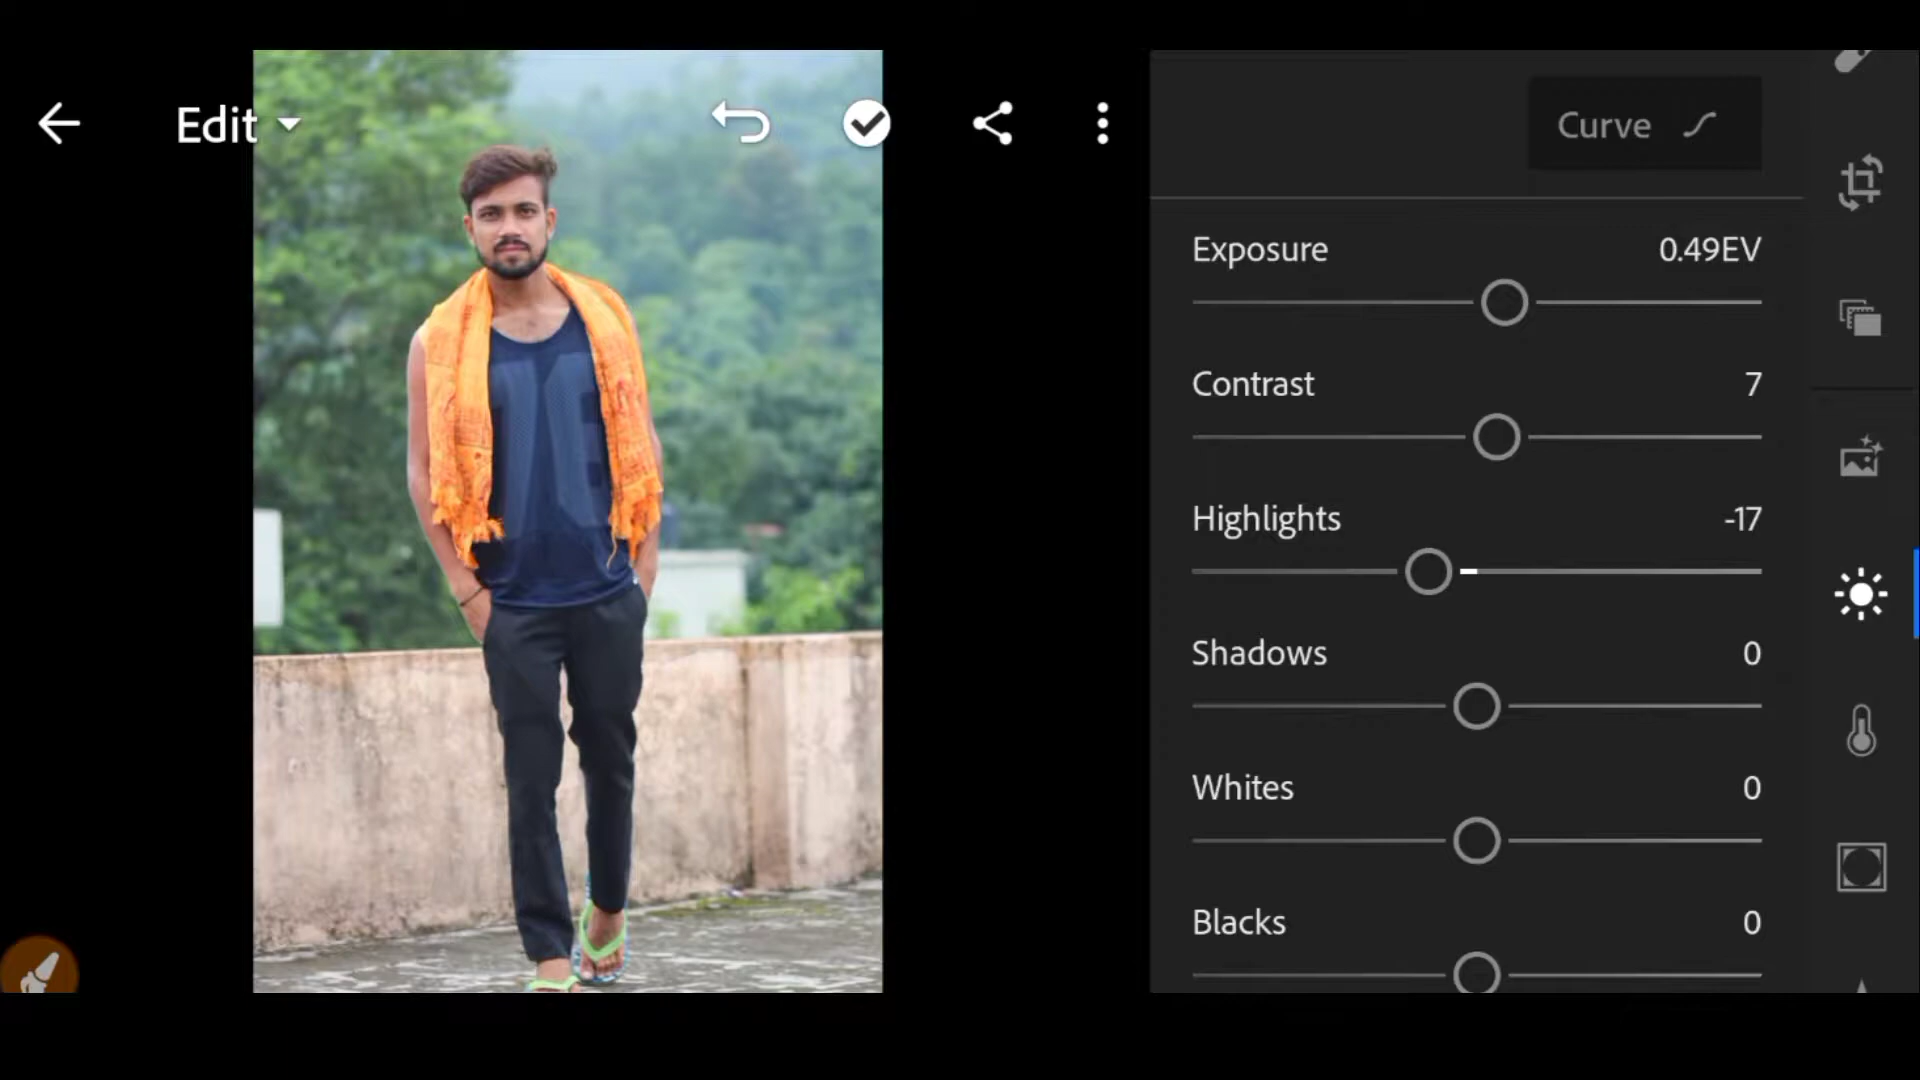 Edit
Curve
Exposure 0.49EV
Contrast 7
Highlights -17
Shadows 0
Whites 0
Blacks 0